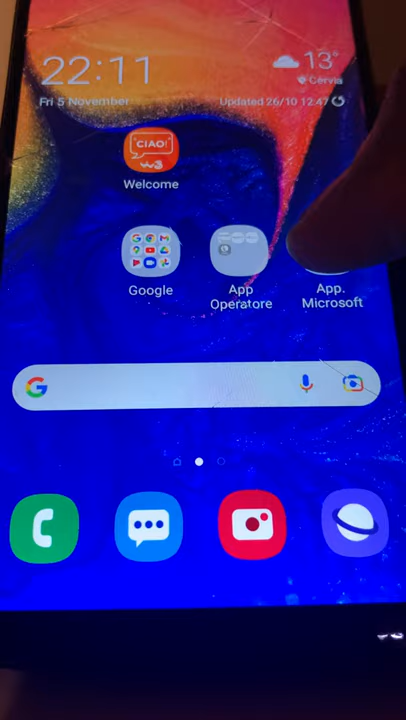 22:11
13°
Cervia
Fri 5 November
Updated 26/10 12:47
CIAO!
W3
Welcome
Google
App
Operatore
App.
Microsoft